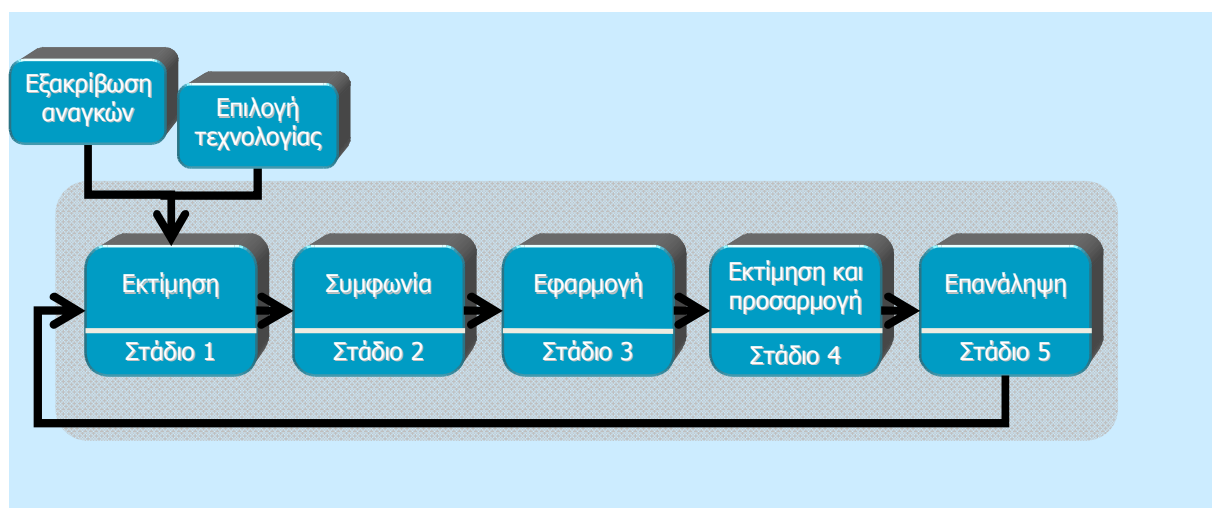 Εξακρίβωση
αναγκών
Επιλογή
τεχνολογίας
Εκτίμηση
Στάδιο 1
Συμφωνία
Στάδιο 2
Εφαρμογή
Στάδιο 3
Εκτίμηση και
προσαρμογή
Στάδιο 4
Επανάληψη
Στάδιο 5